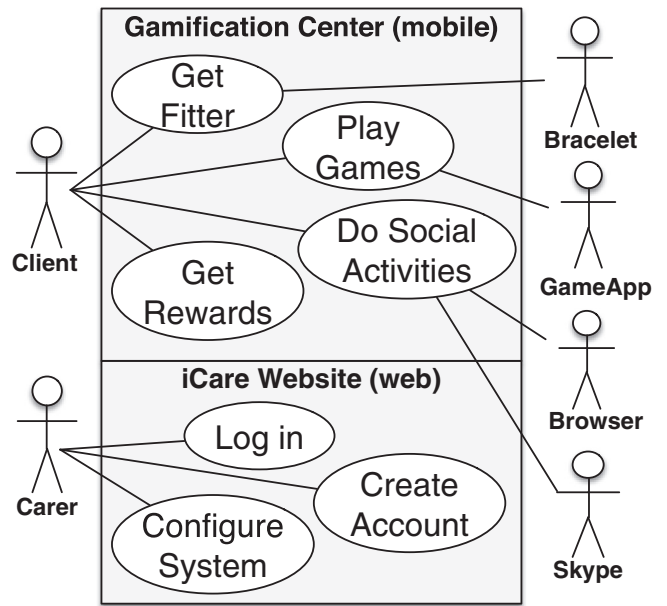 Gamification Center (mobile)
Get
Fitter
Bracelet
Play
Games
Client
Do Social
Activities
GameApp
Get
Rewards
Browser
iCare Website (web)
Log in
Carer
Create
Account
Configure
System
Skype